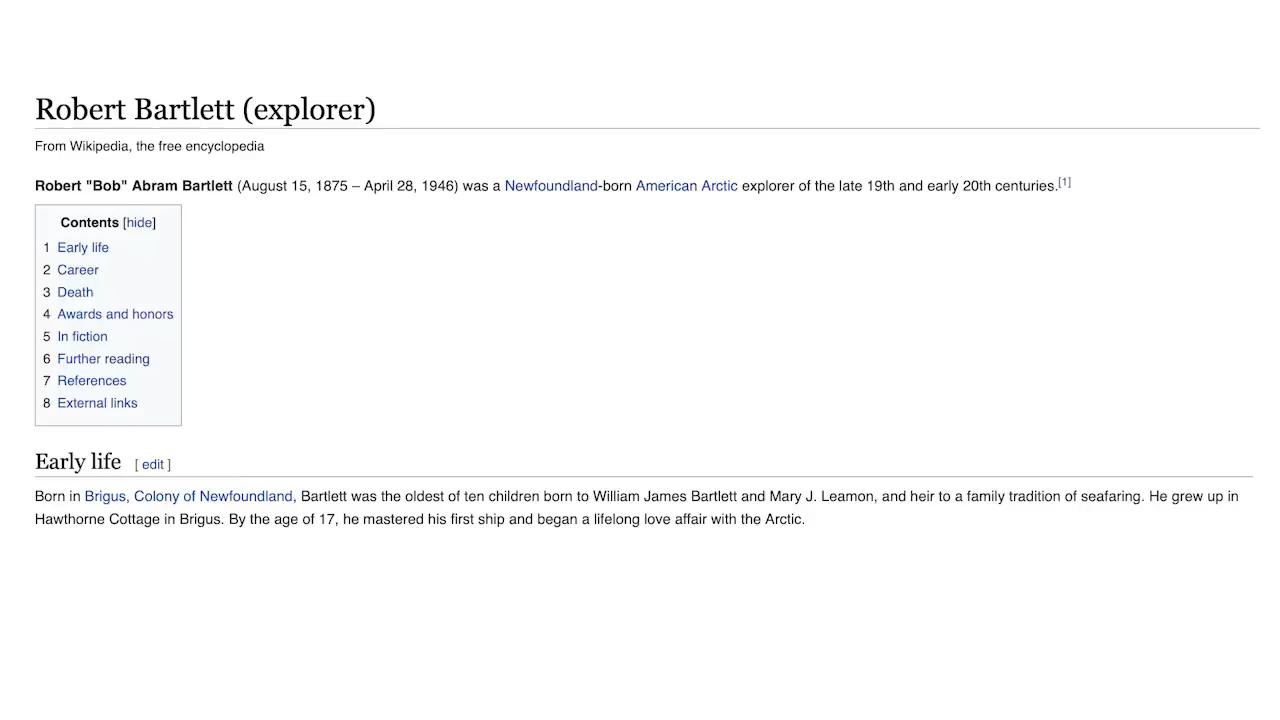 Robert Bartlett (explorer)
From Wikipedia, the free encyclopedia
Robert "Bob" Abram Bartlett (August 15, 1875 – April 28, 1946) was a Newfoundland-born American Arctic explorer of the late 19th and early 20th centuries.[1]
Contents [hide]
1 Early life
2 Career
3 Death
4 Awards and honors
5 In fiction
6 Further reading
7 References
8 External links
Early life [ edit ]
Born in Brigus, Colony of Newfoundland, Bartlett was the oldest of ten children born to William James Bartlett and Mary J. Leamon, and heir to a family tradition of seafaring. He grew up in
Hawthorne Cottage in Brigus. By the age of 17, he mastered his first ship and began a lifelong love affair with the Arctic.